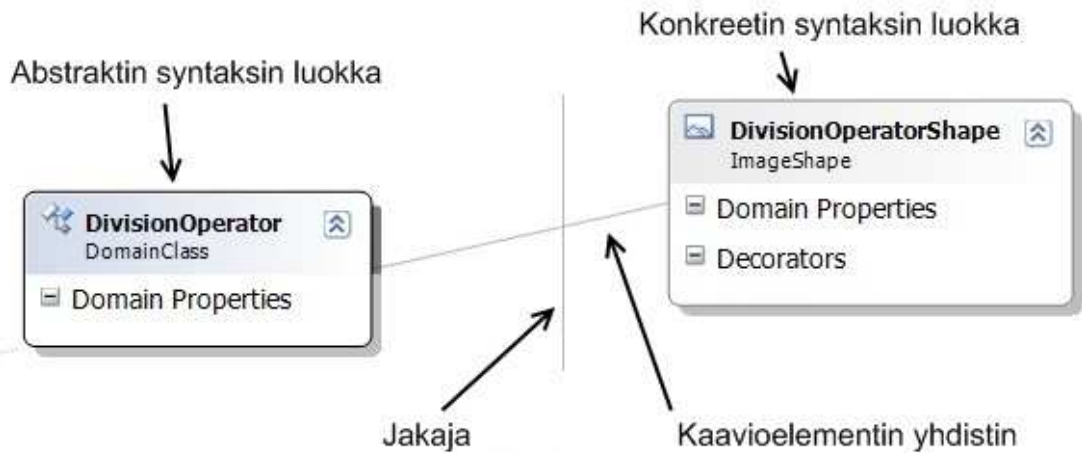 Konkreetin syntaksin luokka
Abstraktin syntaksin luokka
DivisionOperatorShape
ImageShape
Domain Properties
Decorators
DivisionOperator
DomainClass
Domain Properties
Jakaja
Kaavioelementin yhdistin